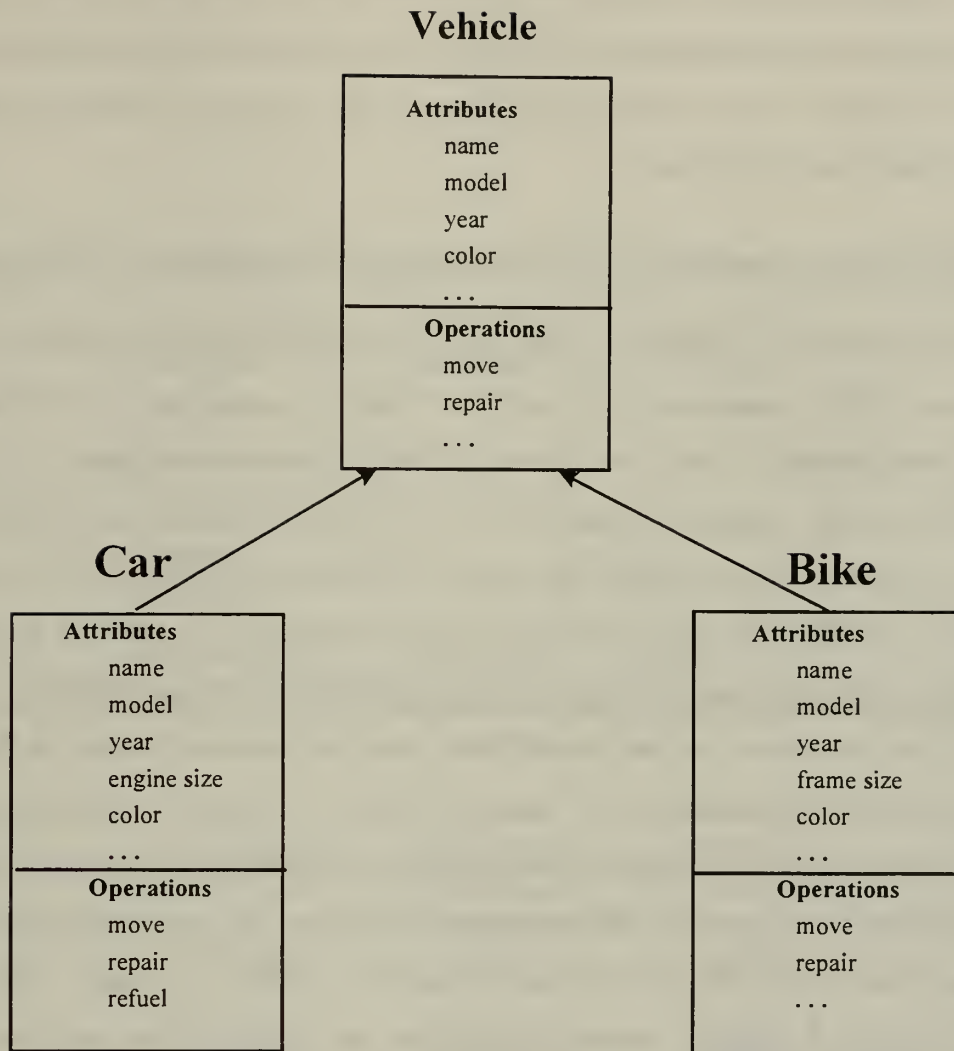 Vehicle
Attributes
name
model
year
color
...
Operations
move
repair
...
Car
Attributes
name
model
year
engine size
color
...
Operations
move
repair
refuel
Bike
Attributes
name
model
year
frame size
color
...
Operations
move
repair
...